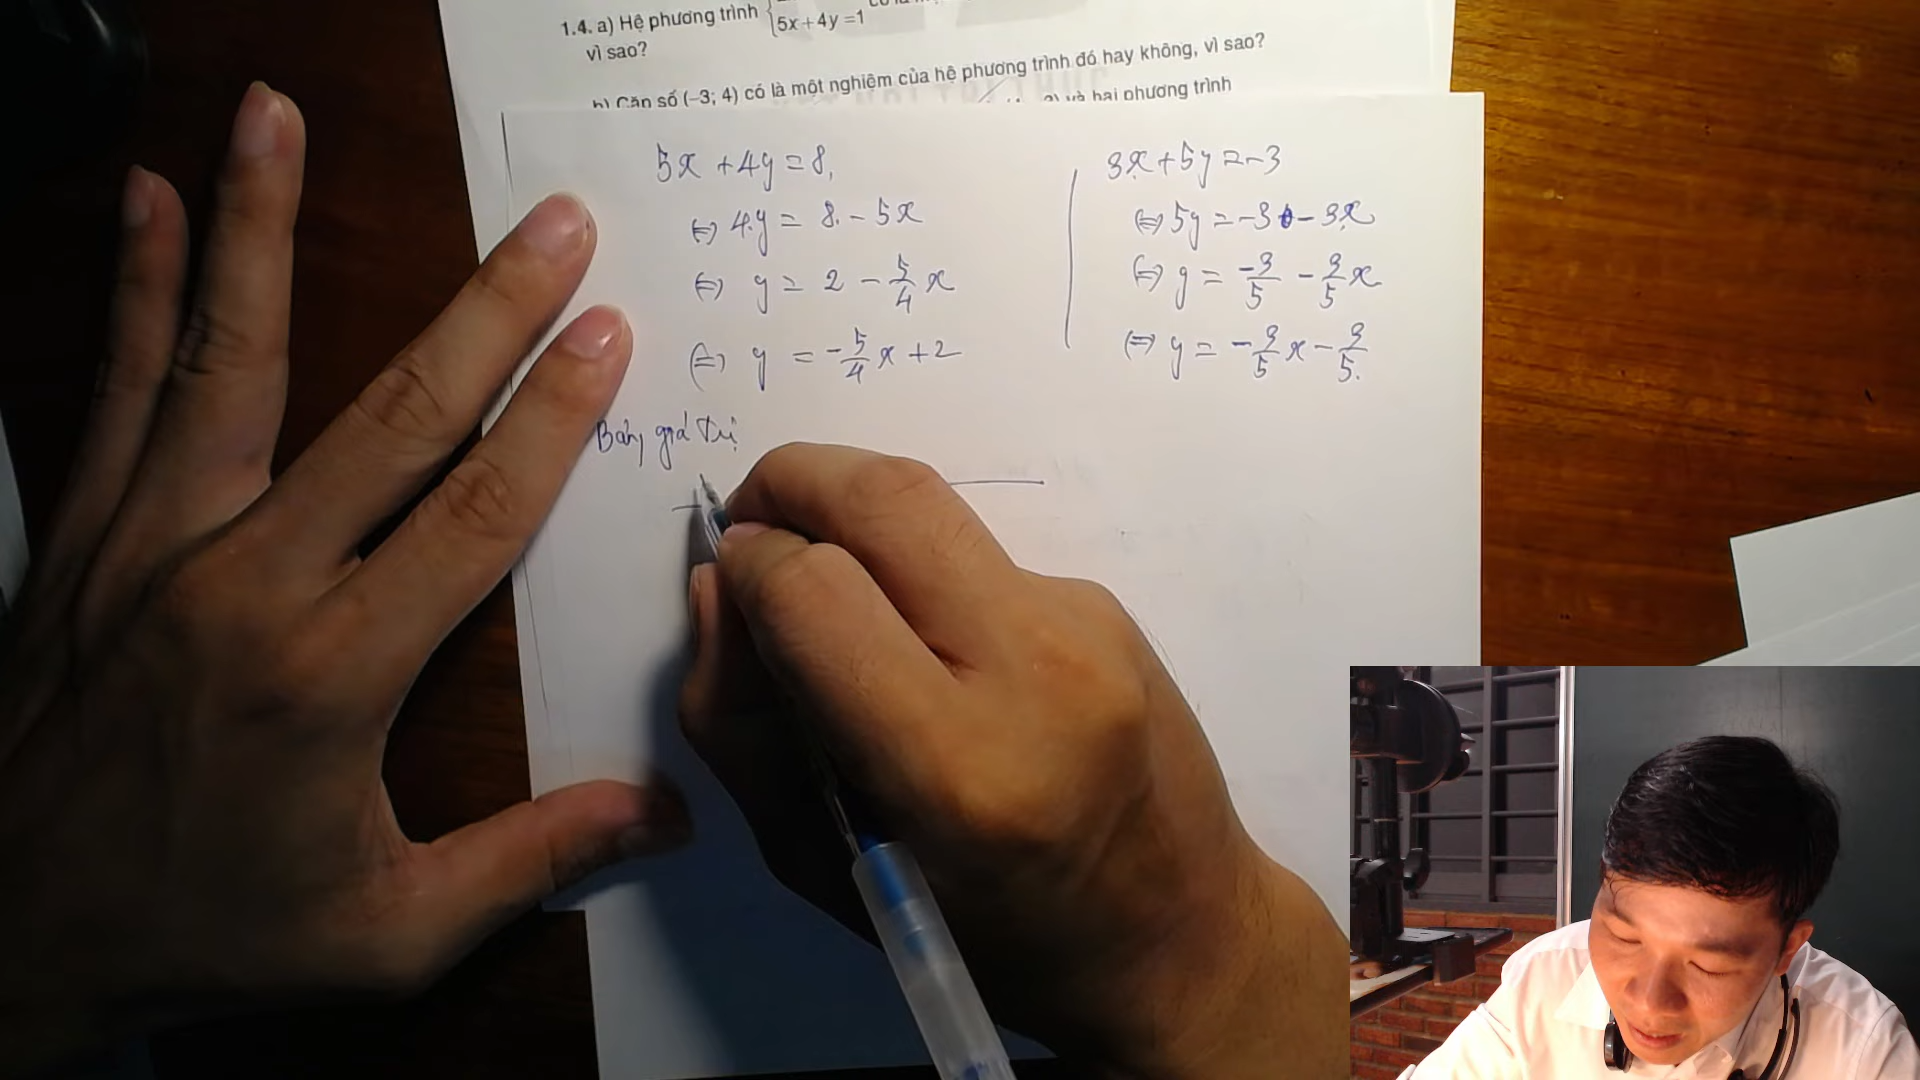 1.4. a) Hệ phương trình
5x + 4y = 1
vì sao?
b) Cặp số (–3; 4) có là một nghiệm của hệ phương trình đó hay không, vì sao?
và hai phương trình
5x + 4y = 8
⇔ 4y = 8 - 5x
⇔ y = 2 - 5/4 x
⇔ y = -5/4 x + 2
3x + 5y = -3
⇔ 5y = -3 - 3x
⇔ y = -3/5 - 3/5 x
⇔ y = -3/5 x - 3/5.
Bảng giá trị